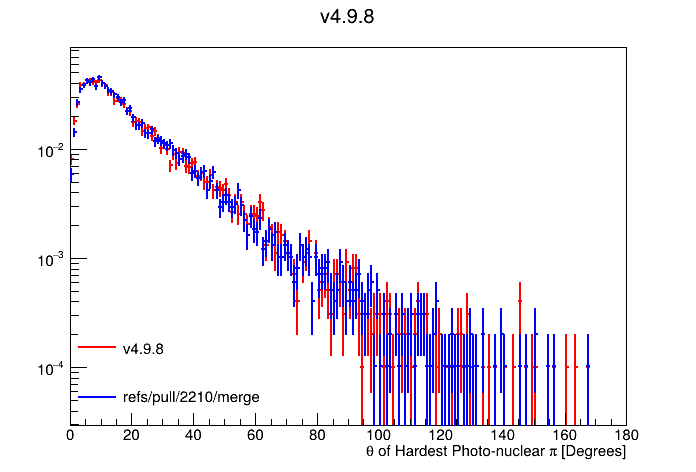 v4.9.8
10⁻²
10⁻³
10⁻⁴
v4.9.8
refs/pull/2210/merge
0 20 40 60 80 100 120 140 160 180
θ of Hardest Photo-nuclear π [Degrees]